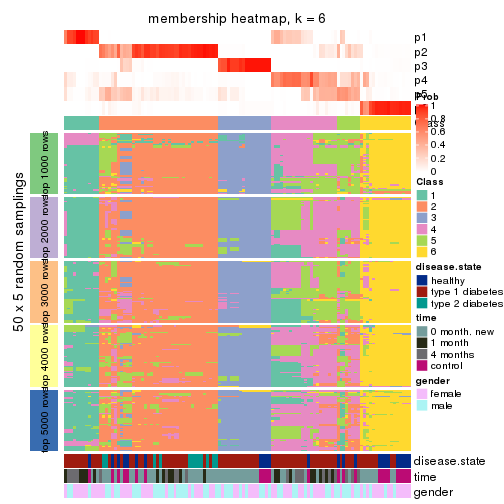 membership heatmap, k = 6
p1
p2
p3
p4
p5
Prob
1
0.8
0.6
0.4
0.2
0
50 x 5 random samplings
top 1000 rows
top 2000 rows
top 3000 rows
top 4000 rows
top 5000 rows
Class
1
2
3
4
5
6
disease.state
healthy
type 1 diabetes
type 2 diabetes
time
0 month. new
1 month
4 months
control
gender
female
male
disease.state
time
gender